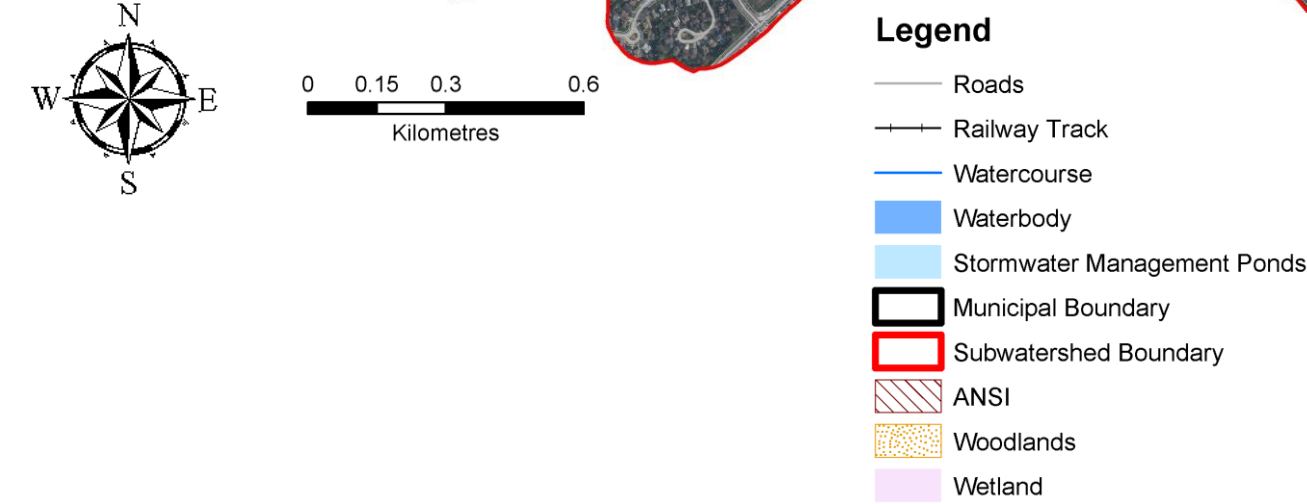 N
W E
S
0 0.15 0.3 0.6
Kilometres
Legend
Roads
Railway Track
Watercourse
Waterbody
Stormwater Management Ponds
Municipal Boundary
Subwatershed Boundary
ANSI
Woodlands
Wetland